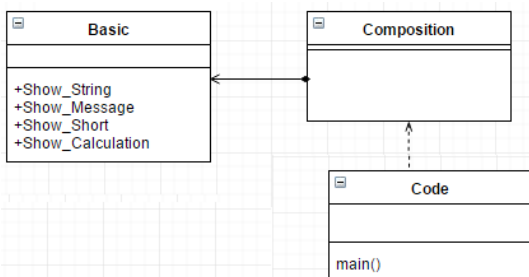 Basic
+Show_String
+Show_Message
+Show_Short
+Show_Calculation
Composition
Code
main()